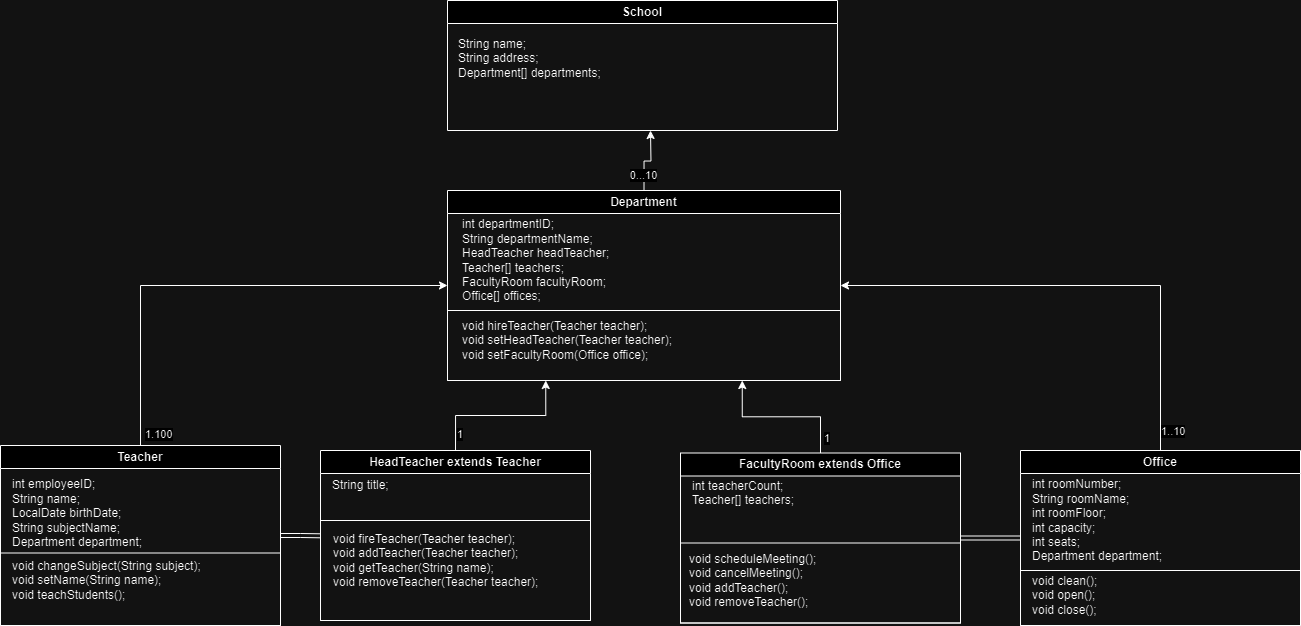 School
String name;
String address;
Department[] departments;
0...10
Department
int departmentID;
String departmentName;
HeadTeacher headTeacher;
Teacher[] teachers;
FacultyRoom facultyRoom;
Office[] offices;
void hireTeacher(Teacher teacher);
void setHeadTeacher(Teacher teacher);
void setFacultyRoom(Office office);
1.100
1
1
1..10
Teacher
int employeeID;
String name;
LocalDate birthDate;
String subjectName;
Department department;
void changeSubject(String subject);
void setName(String name);
void teachStudents();
HeadTeacher extends Teacher
String title;
void fireTeacher(Teacher teacher);
void addTeacher(Teacher teacher);
void getTeacher(String name);
void removeTeacher(Teacher teacher);
FacultyRoom extends Office
int teacherCount;
Teacher[] teachers;
void scheduleMeeting();
void cancelMeeting();
void addTeacher();
void removeTeacher();
Office
int roomNumber;
String roomName;
int roomFloor;
int capacity;
int seats;
Department department;
void clean();
void open();
void close();